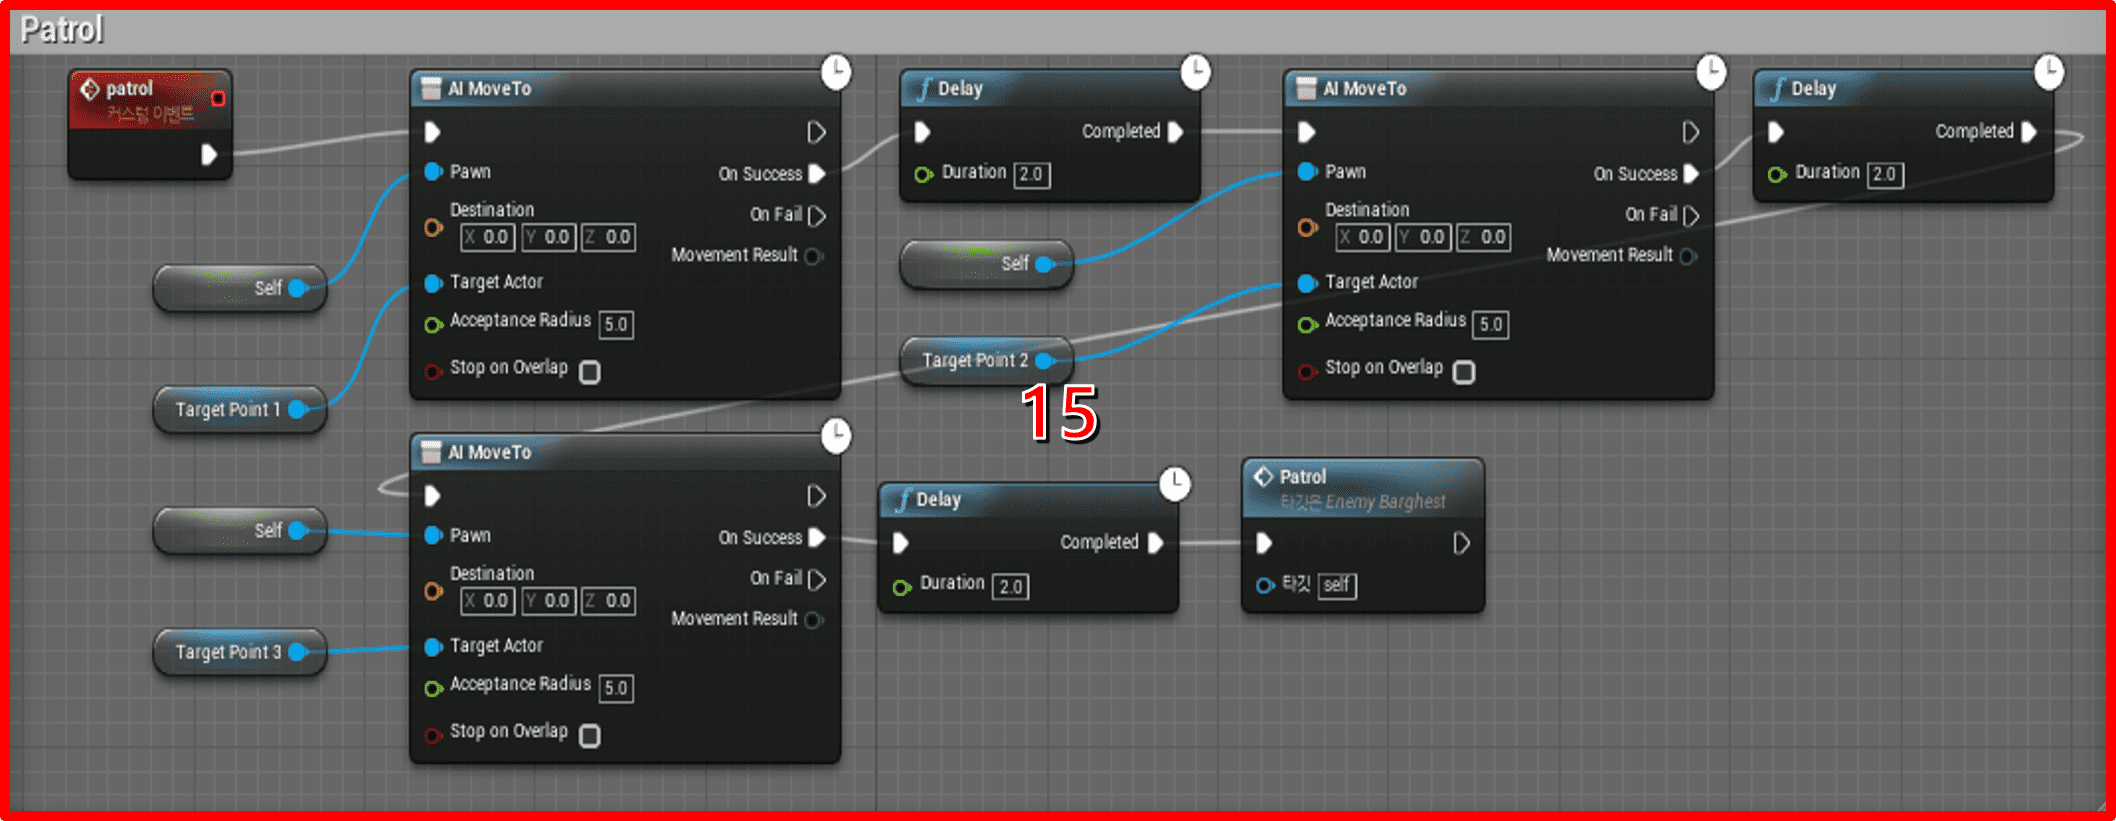 Patrol
patrol
커스텀 이벤트
AI MoveTo
Pawn
On Success
Destination
On Fail
X 0.0 Y 0.0 Z 0.0
Movement Result
Target Actor
Acceptance Radius 5.0
Stop on Overlap
Self
Target Point 1
Delay
Completed
Duration 2.0
Self
Target Point 2
15
AI MoveTo
Pawn
On Success
Destination
On Fail
X 0.0 Y 0.0 Z 0.0
Movement Result
Target Actor
Acceptance Radius 5.0
Stop on Overlap
Delay
Completed
Duration 2.0
AI MoveTo
Pawn
On Success
Destination
On Fail
X 0.0 Y 0.0 Z 0.0
Movement Result
Target Actor
Acceptance Radius 5.0
Stop on Overlap
Self
Target Point 3
Delay
Completed
Duration 2.0
Patrol
타깃은 Enemy Barghest
타깃 self